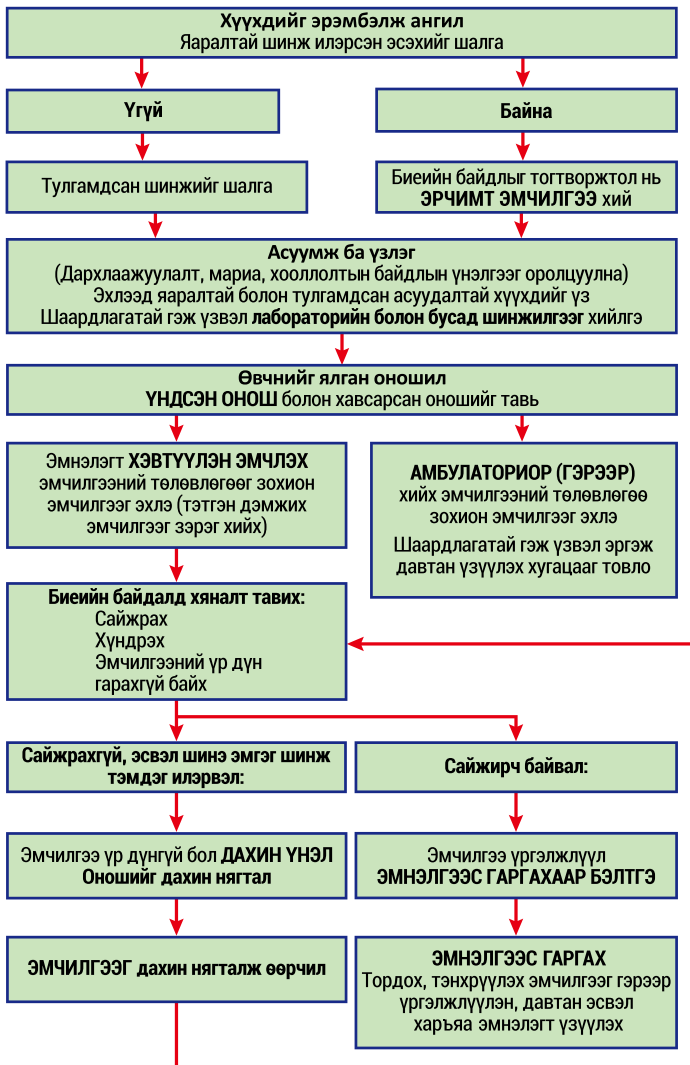 Хүүхдийг эрэмбэлж ангил
Яаралтай шинж илэрсэн эсэхийг шалга
Үгүй
Байна
Тулгамдсан шинжийг шалга
Биеийн байдлыг тогтворжтол нь
ЭРЧИМТ ЭМЧИЛГЭЭ хий
Асуумж ба үзлэг
(Дархлаажуулалт, мариа, хооллолтын байдлын үнэлгээг оролцуулна)
Эхлээд яаралтай болон тулгамдсан асуудалтай хүүхдийг үз
Шаардлагатай гэж үзвэл лабораторийн болон бусад шинжилгээг хийлгэ
Өвчнийг ялган оношил
ҮНДСЭН ОНОШ болон хавсарсан оношийг тавь
Эмнэлэгт ХЭВТҮҮЛЭН ЭМЧЛЭХ
эмчилгээний төлөвлөгөөг зохион
эмчилгээг эхлэ (тэтгэн дэмжих
эмчилгээг зэрэг хийх)
АМБУЛАТОРИОР (ГЭРЭЭР)
хийх эмчилгээний төлөвлөгөө
зохион эмчилгээг эхлэ
Шаардлагатай гэж үзвэл эргэж
давтан үзүүлэх хугацааг товло
Биеийн байдалд хяналт тавих:
Сайжрах
Хүндрэх
Эмчилгээний үр дүн
гарахгүй байх
Сайжрахгүй, эсвэл шинэ эмгэг шинж
тэмдэг илэрвэл:
Сайжирч байвал:
Эмчилгээ үр дүнгүй бол ДАХИН ҮНЭЛ
Оношийг дахин нягтал
Эмчилгээ үргэлжлүүл
ЭМНЭЛГЭЭС ГАРГАХААР БЭЛТГЭ
ЭМЧИЛГЭЭГ дахин нягталж өөрчил
ЭМНЭЛГЭЭС ГАРГАХ
Тордох, тэнхрүүлэх эмчилгээг гэрээр
үргэлжлүүлэн, давтан эсвэл
харъяа эмнэлэгт үзүүлэх